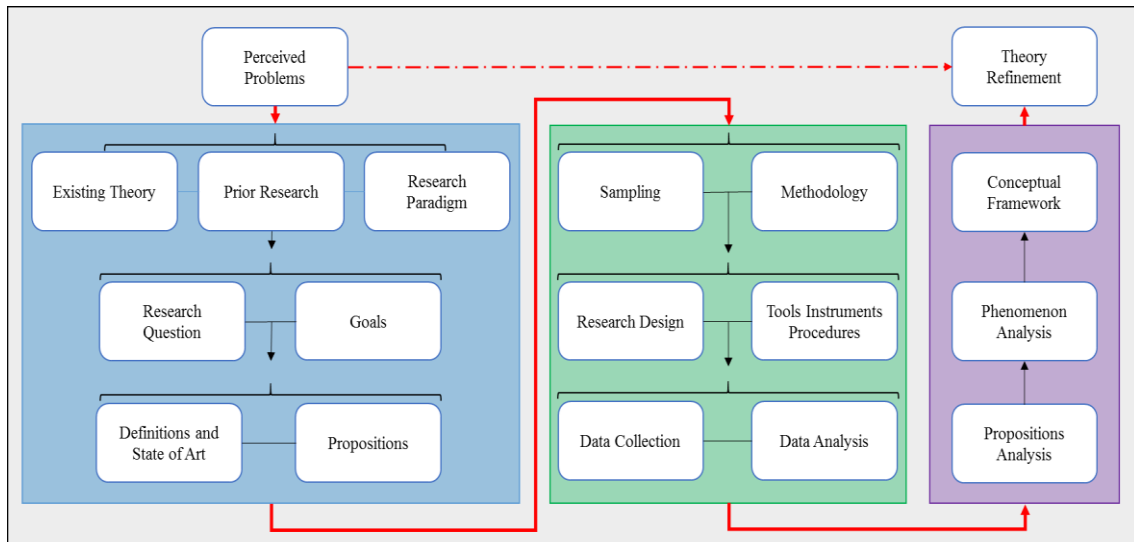 Perceived
Problems
Theory
Refinement
Existing Theory
Prior Research
Research
Paradigm
Research
Question
Goals
Definitions and
State of Art
Propositions
Sampling
Methodology
Research Design
Tools Instruments
Procedures
Data Collection
Data Analysis
Conceptual
Framework
Phenomenon
Analysis
Propositions
Analysis